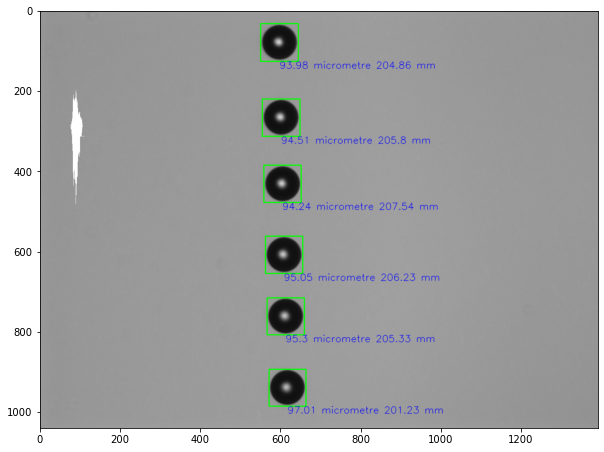 0
93.98 micrometre 204.86 mm
200
94.51 micrometre 205.8 mm
400
94.24 micrometre 207.54 mm
600
95.05 micrometre 206.23 mm
800
95.3 micrometre 205.33 mm
1000
97.01 micrometre 201.23 mm
0 200 400 600 800 1000 1200